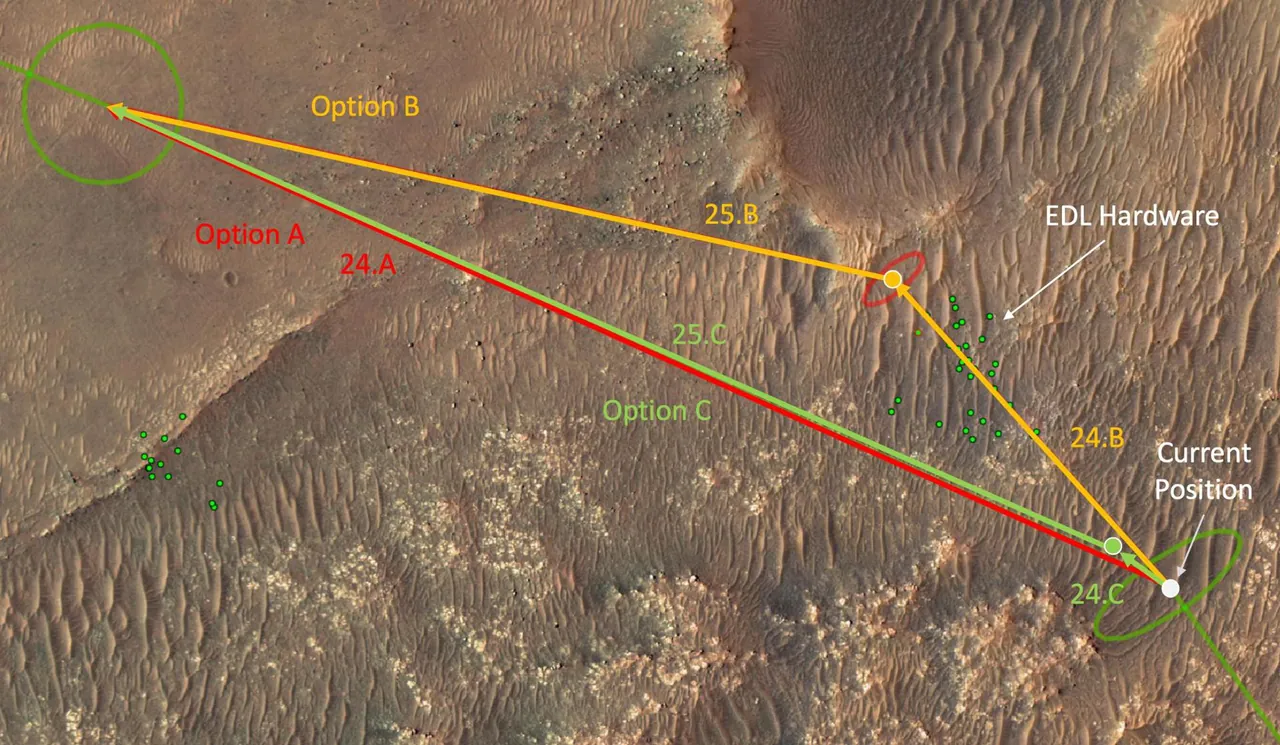 Option B
25.B
EDL Hardware
Option A
24.A
25.C
Option C
24.B
Current
Position
24.C